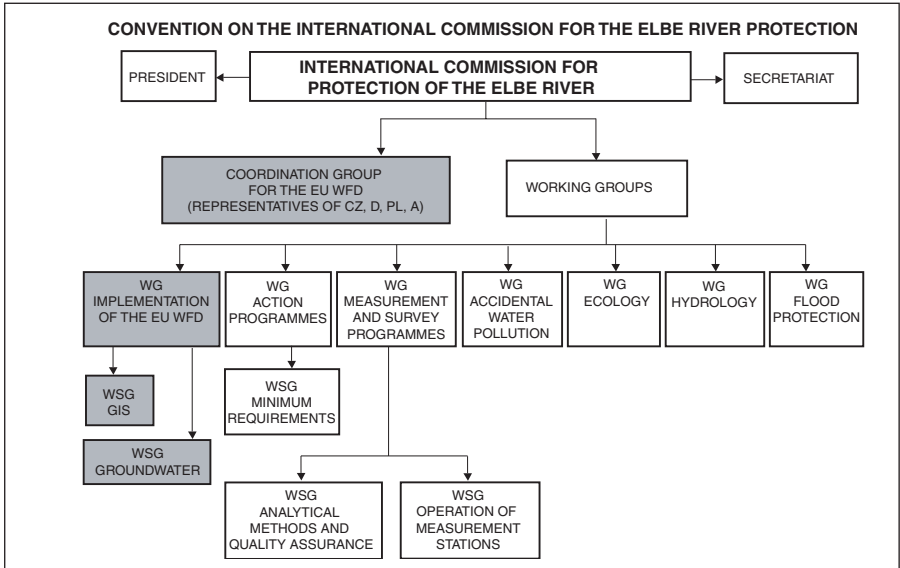 CONVENTION ON THE INTERNATIONAL COMMISSION FOR THE ELBE RIVER PROTECTION
PRESIDENT
INTERNATIONAL COMMISSION FOR
PROTECTION OF THE ELBE RIVER
SECRETARIAT
COORDINATION GROUP
FOR THE EU WFD
(REPRESENTATIVES OF CZ, D, PL, A)
WORKING GROUPS
WG
IMPLEMENTATION
OF THE EU WFD
WG
ACTION
PROGRAMMES
WG
MEASUREMENT
AND SURVEY
PROGRAMMES
WG
ACCIDENTAL
WATER
POLLUTION
WG
ECOLOGY
WG
HYDROLOGY
WG
FLOOD
PROTECTION
WSG
GIS
WSG
MINIMUM
REQUIREMENTS
WSG
GROUNDWATER
WSG
ANALYTICAL
METHODS AND
QUALITY ASSURANCE
WSG
OPERATION OF
MEASUREMENT
STATIONS